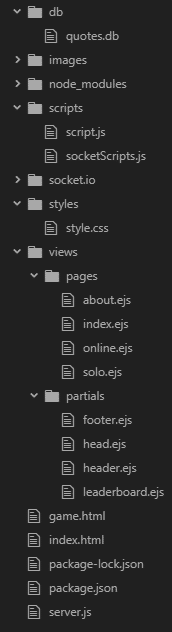 db
quotes.db
images
node_modules
scripts
script.js
socketScripts.js
socket.io
styles
style.css
views
pages
about.ejs
index.ejs
online.ejs
solo.ejs
partials
footer.ejs
head.ejs
header.ejs
leaderboard.ejs
game.html
index.html
package-lock.json
package.json
server.js